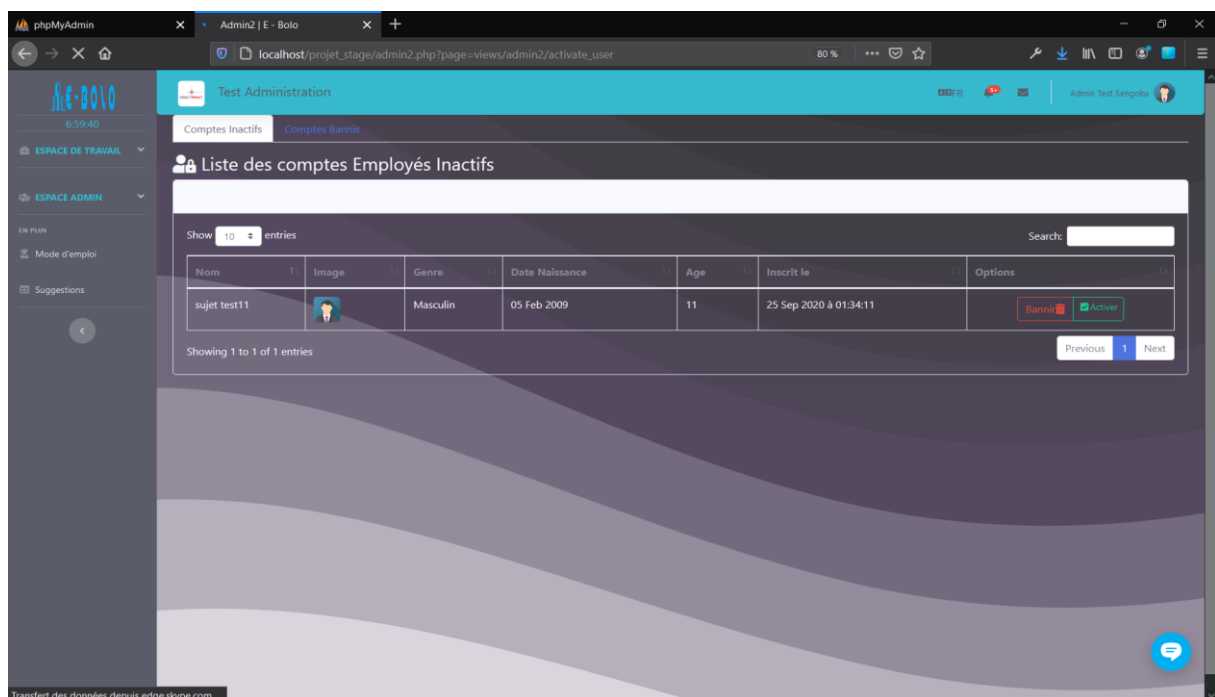 phpMyAdmin
Admin2 | E - Bolo
localhost/projet_stage/admin2.php?page=views/admin2/activate_user
80 %
E-BOLO
6:59:40
ESPACE DE TRAVAIL
ESPACE ADMIN
EN PLUS
Mode d'emploi
Suggestions
Test Administration
FR
5+
Admin Test Sengoku
Comptes Inactifs
Comptes Bannis
Liste des comptes Employés Inactifs
Show 10 entries
Search:
Nom Image Genre Date Naissance Age Inscrit le Options
sujet test11 Masculin 05 Feb 2009 11 25 Sep 2020 à 01:34:11 Bannir Activer
Showing 1 to 1 of 1 entries
Previous 1 Next
Transfert des données depuis edge.skype.com